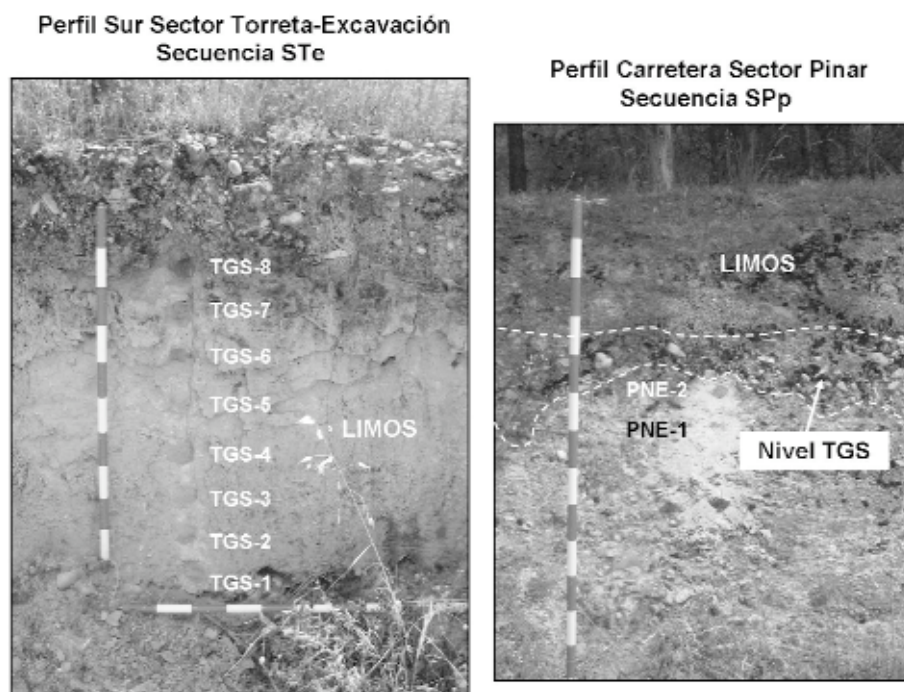 Perfil Sur Sector Torreta-Excavación
Secuencia STe
TGS-8
TGS-7
TGS-6
TGS-5
LIMOS
TGS-4
TGS-3
TGS-2
TGS-1
Perfil Carretera Sector Pinar
Secuencia SPp
LIMOS
PNE-2
PNE-1
Nivel TGS